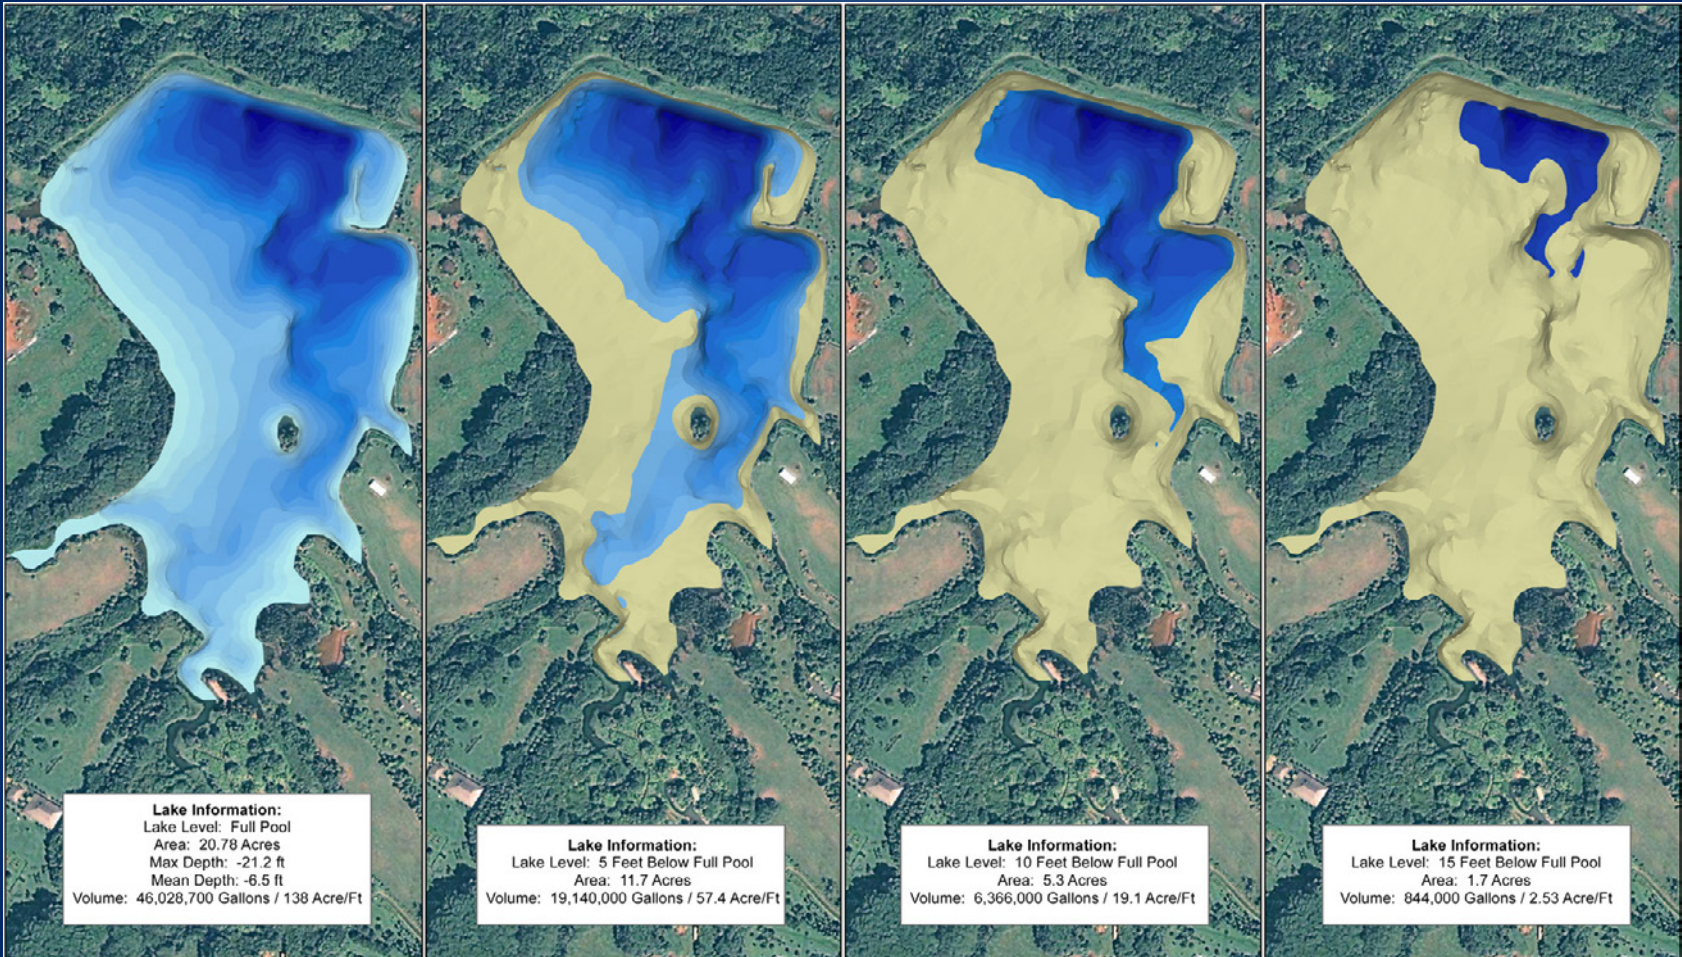 Lake Information:
Lake Level: Full Pool
Area: 20.78 Acres
Max Depth: -21.2 ft
Mean Depth: -6.5 ft
Volume: 46,028,700 Gallons / 138 Acre/Ft
Lake Information:
Lake Level: 5 Feet Below Full Pool
Area: 11.7 Acres
Volume: 19,140,000 Gallons / 57.4 Acre/Ft
Lake Information:
Lake Level: 10 Feet Below Full Pool
Area: 5.3 Acres
Volume: 6,366,000 Gallons / 19.1 Acre/Ft
Lake Information:
Lake Level: 15 Feet Below Full Pool
Area: 1.7 Acres
Volume: 844,000 Gallons / 2.53 Acre/Ft